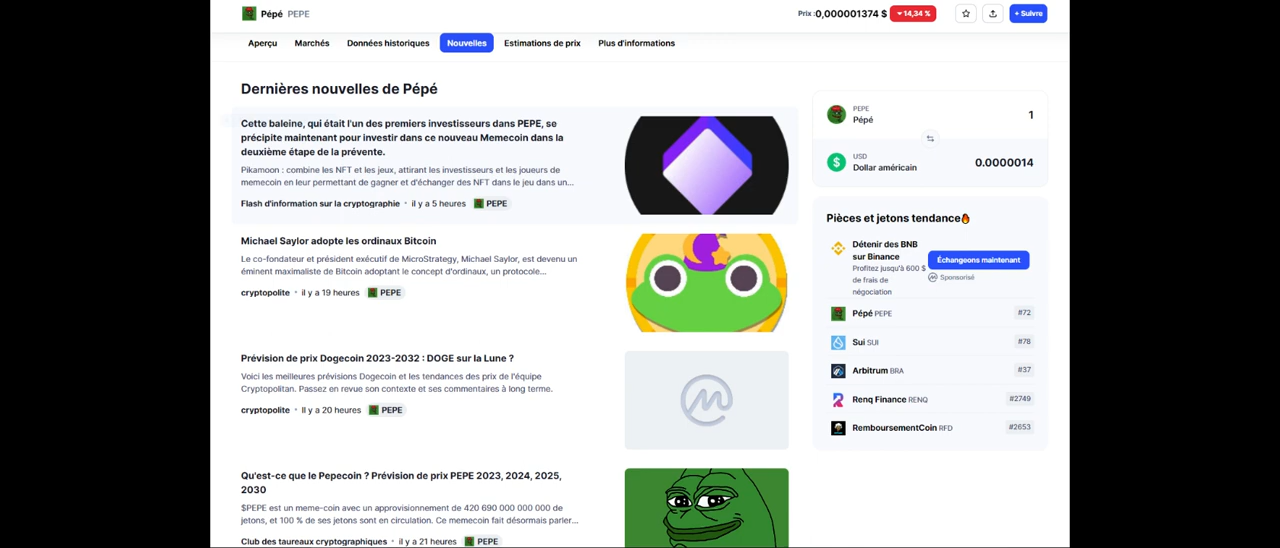 Pépé PEPE
Prix :0,000001374 $ 14,34 %
+ Suivre
Aperçu Marchés Données historiques Nouvelles Estimations de prix Plus d'informations
Dernières nouvelles de Pépé
Cette baleine, qui était l'un des premiers investisseurs dans PEPE, se
précipite maintenant pour investir dans ce nouveau Memecoin dans la
deuxième étape de la prévente.
Pikamoon : combine les NFT et les jeux, attirant les investisseurs et les joueurs de
memecoin en leur permettant de gagner et d'échanger des NFT dans le jeu dans un...
Flash d'information sur la cryptographie • il y a 5 heures PEPE
Michael Saylor adopte les ordinaux Bitcoin
Le co-fondateur et président exécutif de MicroStrategy, Michael Saylor, est devenu un
éminent maximaliste de Bitcoin adoptant le concept d'ordinaux, un protocole...
cryptopolite • il y a 19 heures PEPE
Prévision de prix Dogecoin 2023-2032 : DOGE sur la Lune ?
Voici les meilleures prévisions Dogecoin et les tendances des prix de l'équipe
Cryptopolitan. Passez en revue son contexte et ses commentaires à long terme.
cryptopolite • Il y a 20 heures PEPE
Qu'est-ce que le Pepecoin ? Prévision de prix PEPE 2023, 2024, 2025,
2030
$PEPE est un meme-coin avec un approvisionnement de 420 690 000 000 000 de
jetons, et 100 % de ses jetons sont en circulation. Ce memecoin fait désormais parler...
Club des taureaux cryptographiques • il y a 21 heures PEPE
PEPE
Pépé
1
USD
Dollar américain
0.0000014
Pièces et jetons tendance
Détenir des BNB
sur Binance
Profitez jusqu'à 600 $
de frais de
négociation
Échangeons maintenant
Sponsorisé
Pépé PEPE #72
Sui SUI #78
Arbitrum BRA #37
Renq Finance RENQ #2749
RemboursementCoin RFD #2653